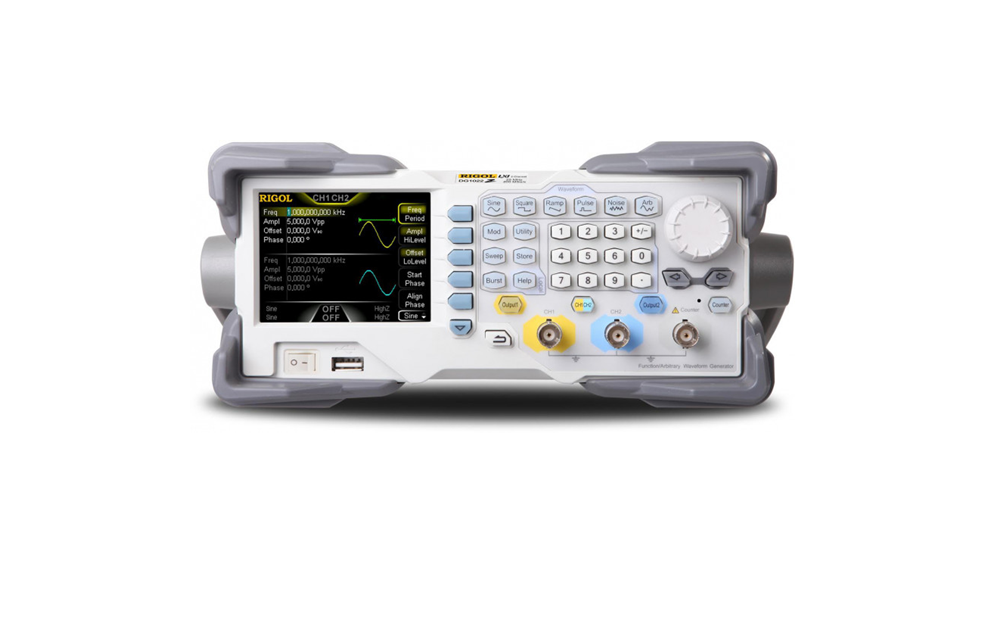 RIGOL LXI
DG1022 Z
Waveform
RIGOL CH1 CH2
Freq 1,000,000,000 kHz
Ampl 5,000,0 Vpp
Offset 0,000,0 Vdc
Phase 0,000 °
Freq 1,000,000,000 kHz
Ampl 5,000,0 Vpp
Offset 0,000,0 Vdc
Phase 0,000 °
Sine OFF HighZ
Sine OFF HighZ
Freq
Period
Ampl
HiLevel
Offset
LoLevel
Start
Phase
Align
Phase
Sine
Sine Square Ramp Pulse Noise Arb
Mod Utility 1 2 3 +/-
Sweep Store 4 5 6 0
Burst Help 7 8 9 .
Output1 CH1 CH2 Output2 Counter
CH1 CH2 Counter
Function/Arbitrary Waveform Generator